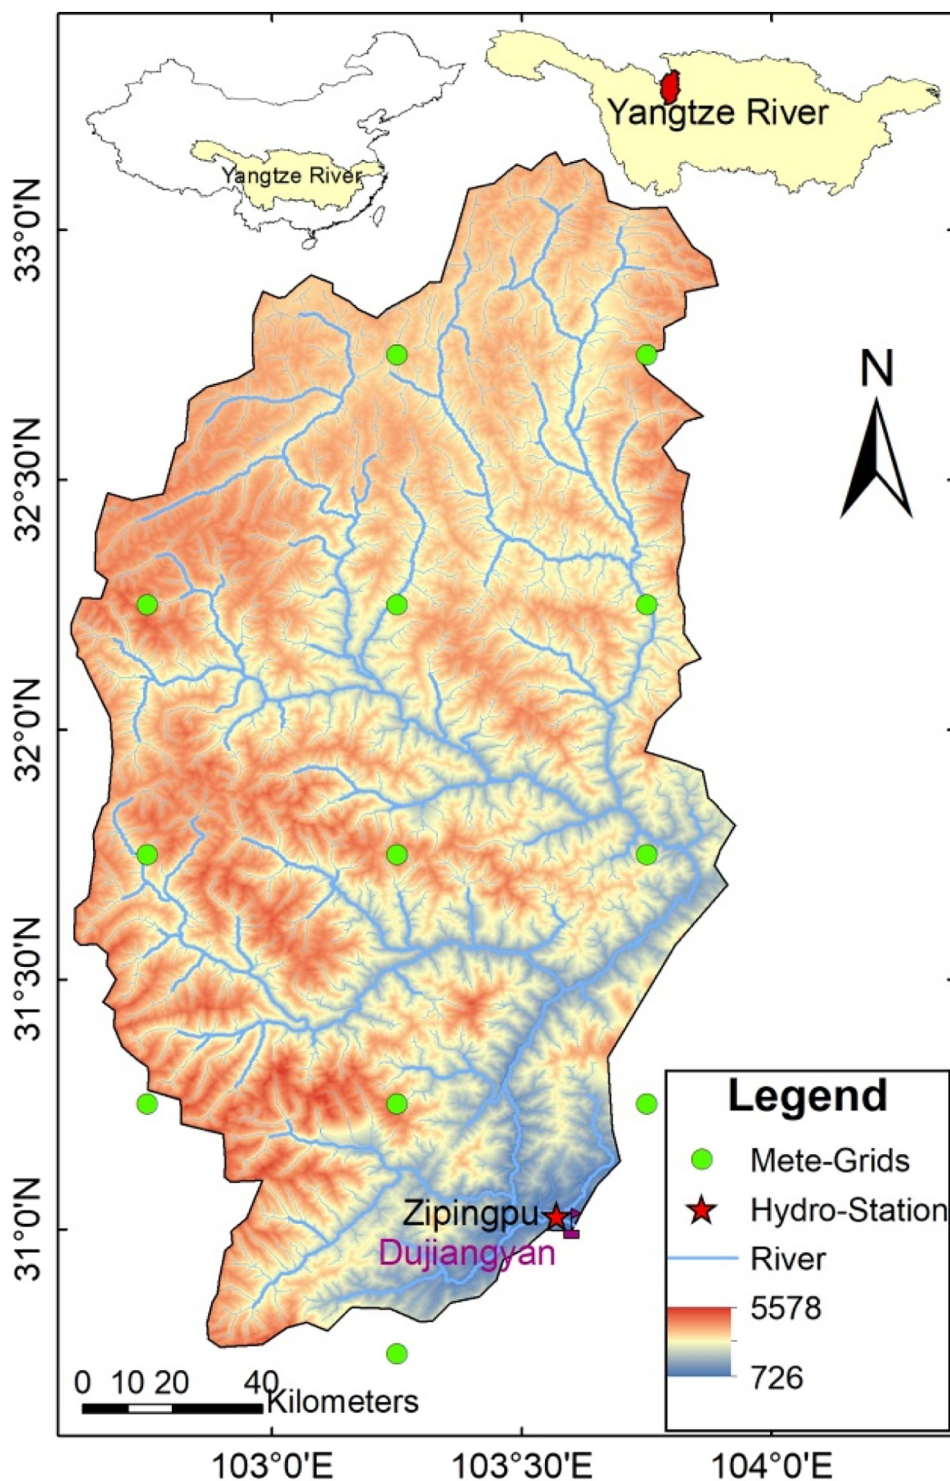 Yangtze River
Yangtze River
33°0'N
32°30'N
32°0'N
31°30'N
31°0'N
N
Zipingpu
Dujiangyan
Legend
Mete-Grids
Hydro-Station
River
5578
726
0 10 20 40
Kilometers
103°0'E 103°30'E 104°0'E